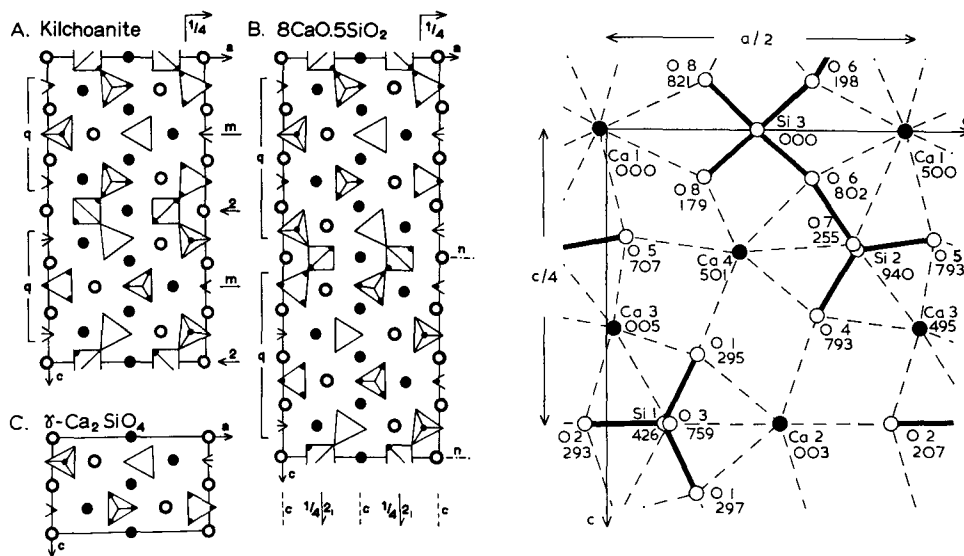 A. Kilchoanite
1/4
a
B. 8CaO.5SiO₂
1/4
a
q
m
2
q
m
2
c
q
n
q
n
c
C. γ-Ca₂SiO₄
a
c
c 1/4 2₁ c 1/4 2₁ c
a/2
O 8
821
O 6
198
Si 3
000
Ca 1
000
Ca 1
500
O 8
179
O 6
802
O 7
255
O 5
707
Ca 4
501
Si 2
940
O 5
793
c/4
Ca 3
005
O 4
793
Ca 3
495
O 1
295
O 2
293
Si 1
426
O 3
759
Ca 2
003
O 2
207
O 1
297
c